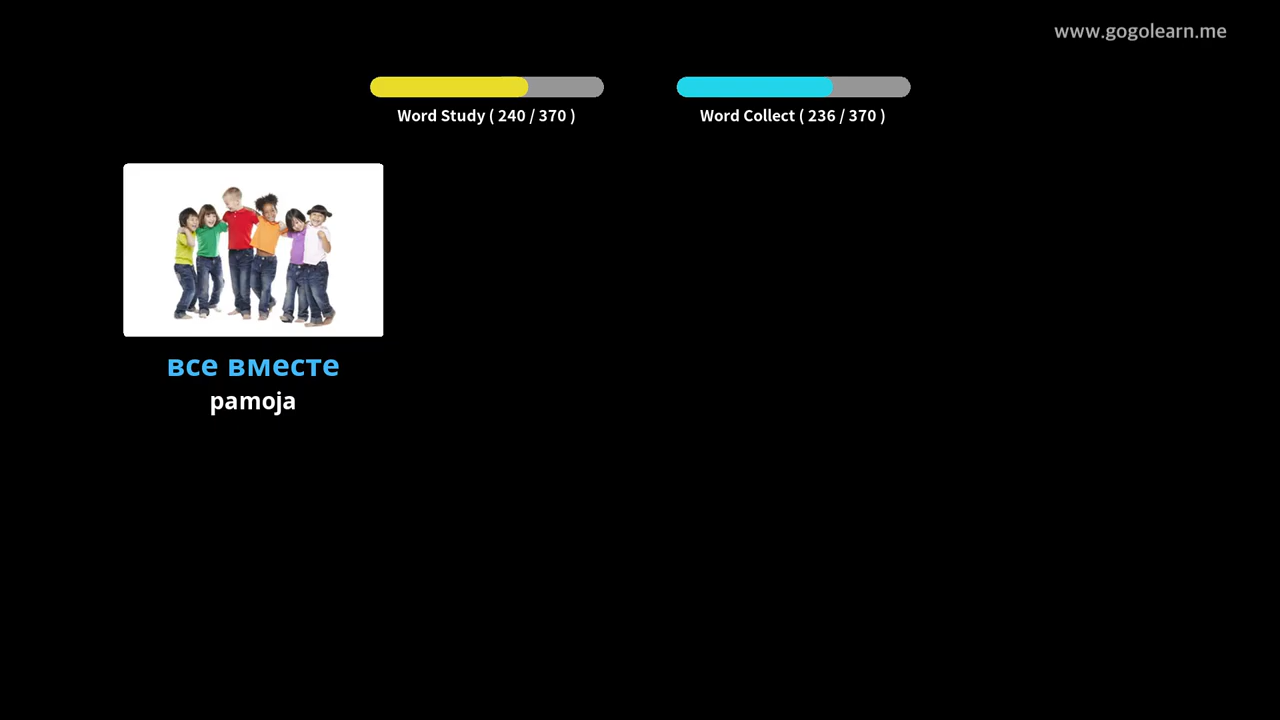 www.gogolearn.me
Word Study ( 240 / 370 )
Word Collect ( 236 / 370 )
все вместе
pamoja